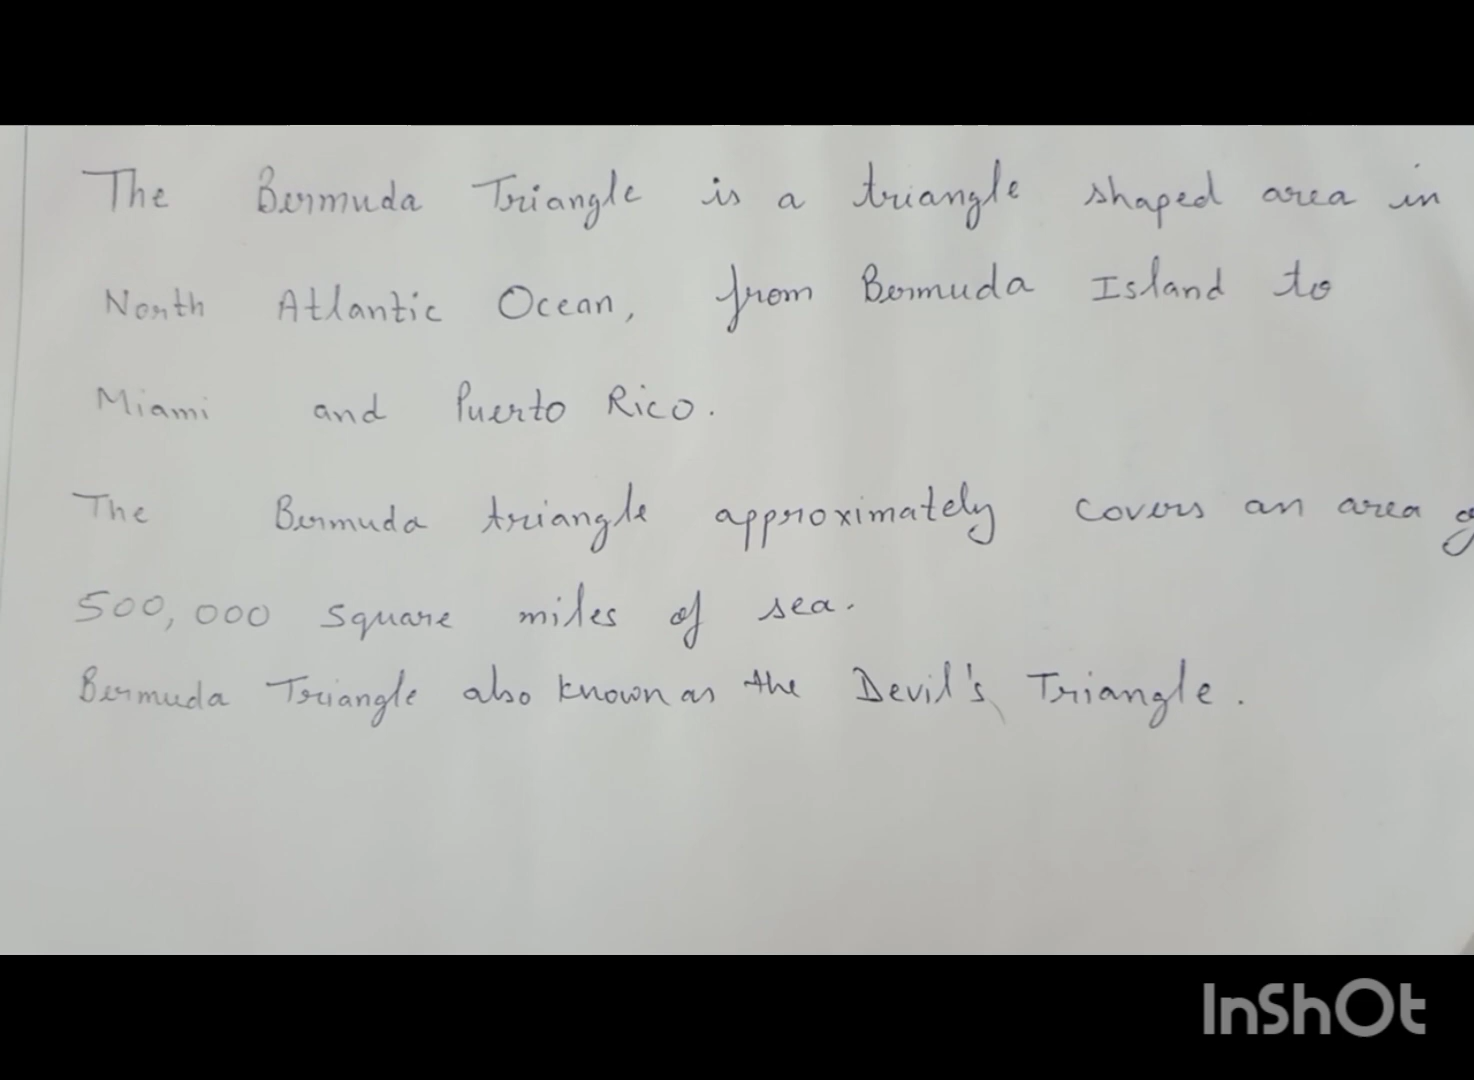 The Bermuda Triangle is a triangle shaped area in
North Atlantic Ocean, from Bermuda Island to
Miami and Puerto Rico.
The Bermuda triangle approximately covers an area of
500,000 square miles of sea.
Bermuda Triangle also known as the Devil's Triangle.
InShOt